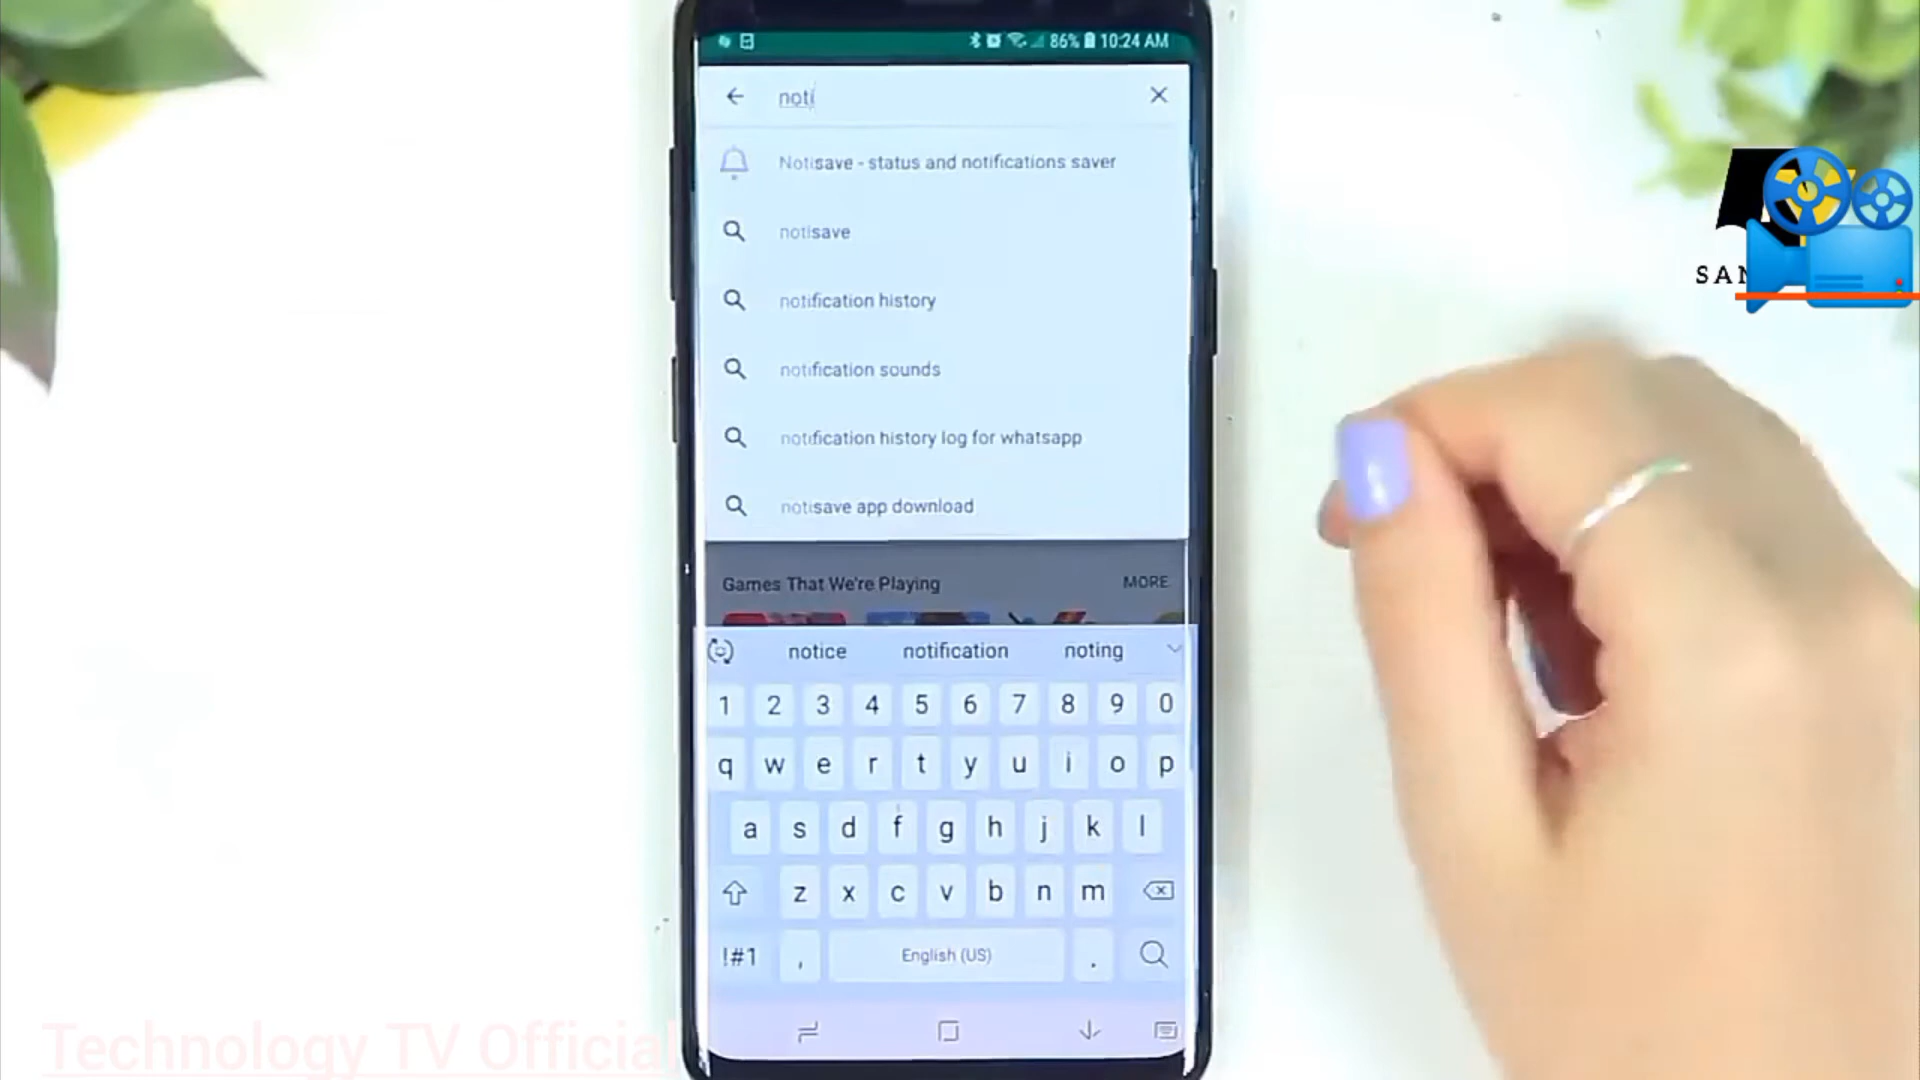 86% 10:24 AM
noti
Notisave - status and notifications saver
notisave
notification history
notification sounds
notification history log for whatsapp
notisave app download
Games That We're Playing MORE
notice notification noting
1 2 3 4 5 6 7 8 9 0
q w e r t y u i o p
a s d f g h j k l
z x c v b n m
!#1 , English (US) .
SAN
Technology TV Official